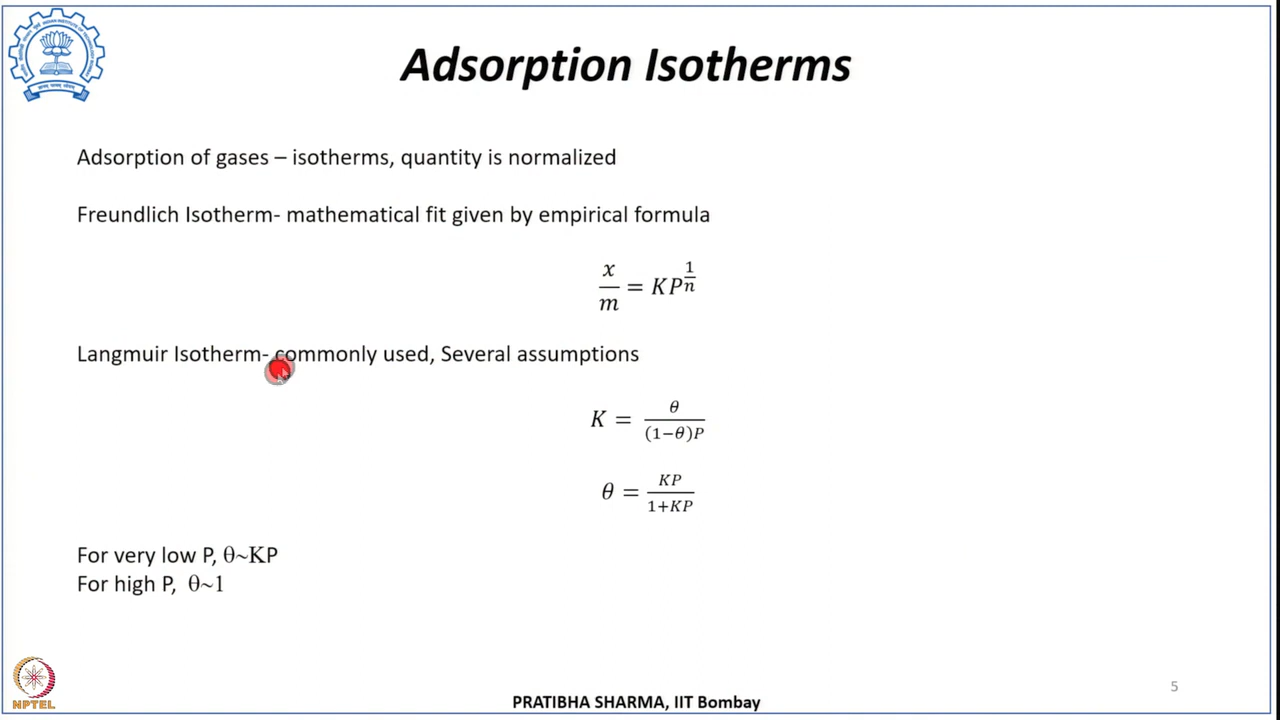 Adsorption Isotherms
Adsorption of gases – isotherms, quantity is normalized
Freundlich Isotherm- mathematical fit given by empirical formula
x/m = KP^(1/n)
Langmuir Isotherm- commonly used, Several assumptions
K = θ/((1−θ)P)
θ = KP/(1+KP)
For very low P, θ~KP
For high P, θ~1
NPTEL
PRATIBHA SHARMA, IIT Bombay
5